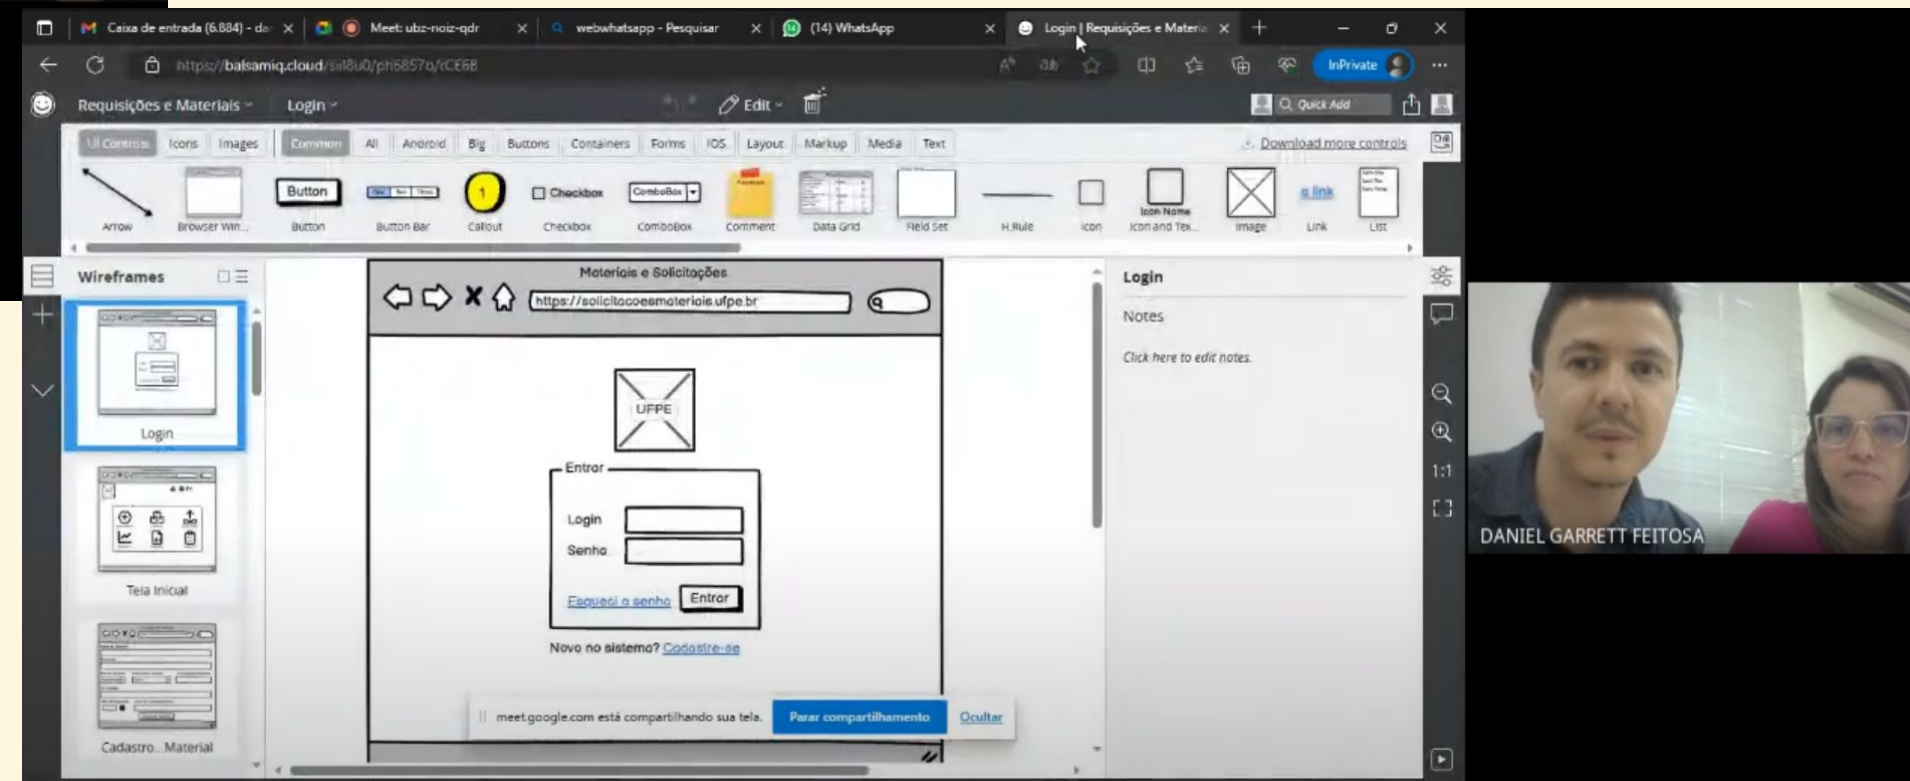 Caixa de entrada (6.884) - da
Meet: ubz-noiz-qdr
webwhatsapp - Pesquisar
(14) WhatsApp
Login | Requisições e Materia
https://balsamiq.cloud/
InPrivate
Requisições e Materiais
Login
Edit
Quick Add
UI Controls
Icons
Images
Common
All
Android
Big
Buttons
Containers
Forms
iOS
Layout
Markup
Media
Text
Download more controls
Button
1
Checkbox
ComboBox
Icon Name
a link
Arrow
Browser Win...
Button
Button Bar
Callout
Checkbox
ComboBox
Comment
Data Grid
Field Set
H.Rule
Icon
Icon and Tex...
Image
Link
List
Wireframes
Login
Tela Inicial
Cadastro...Material
Materiais e Solicitações
https://solicitacoesmateriais.ufpe.br
UFPE
Entrar
Login
Senha
Esqueci a senha
Entrar
Novo no sistema? Cadastre-se
meet.google.com está compartilhando sua tela.
Parar compartilhamento
Ocultar
Login
Notes
Click here to edit notes.
1:1
DANIEL GARRETT FEITOSA